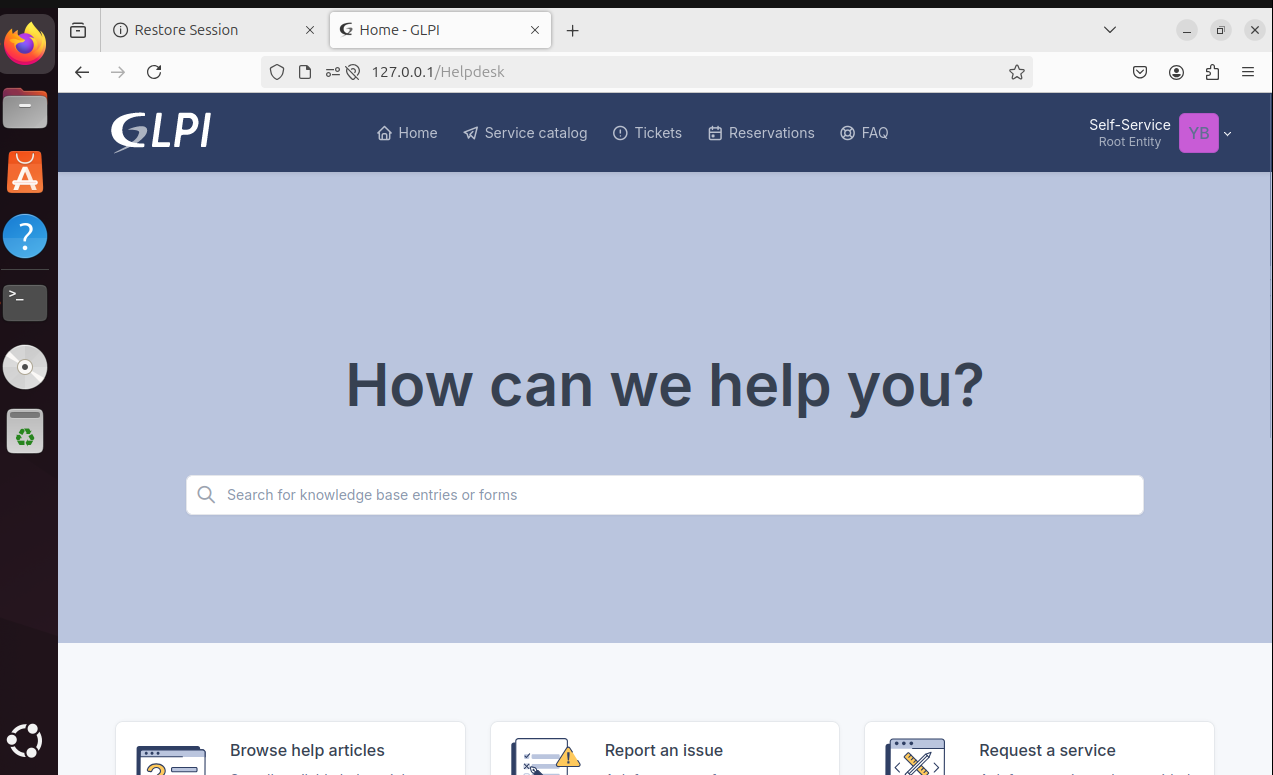 Restore Session
Home - GLPI
127.0.0.1/Helpdesk
GLPI
Home
Service catalog
Tickets
Reservations
FAQ
Self-Service
Root Entity
YB
How can we help you?
Search for knowledge base entries or forms
Browse help articles
Report an issue
Request a service